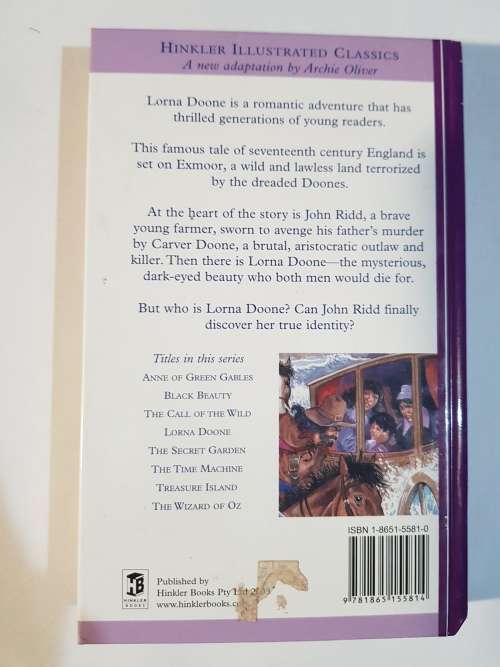 HINKLER ILLUSTRATED CLASSICS
A new adaptation by Archie Oliver
Lorna Doone is a romantic adventure that has
thrilled generations of young readers.
This famous tale of seventeenth century England is
set on Exmoor, a wild and lawless land terrorized
by the dreaded Doones.
At the heart of the story is John Ridd, a brave
young farmer, sworn to avenge his father's murder
by Carver Doone, a brutal, aristocratic outlaw and
killer. Then there is Lorna Doone—the mysterious,
dark-eyed beauty who both men would die for.
But who is Lorna Doone? Can John Ridd finally
discover her true identity?
Titles in this series
ANNE OF GREEN GABLES
BLACK BEAUTY
THE CALL OF THE WILD
LORNA DOONE
THE SECRET GARDEN
THE TIME MACHINE
TREASURE ISLAND
THE WIZARD OF OZ
ISBN 1-8651-5581-0
9 781865 155814
HB
HINKLER
BOOKS
Published by
Hinkler Books Pty Ltd
www.hinklerbooks.